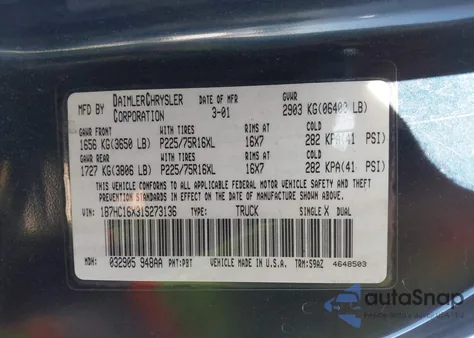 MFD BY DAIMLERCHRYSLER CORPORATION DATE OF MFR 3-01 GVWR 2903 KG(06400 LB)
GAWR FRONT WITH TIRES RIMS AT COLD
1656 KG(3650 LB) P225/75R16XL 16X7 282 KPA(41 PSI)
GAWR REAR WITH TIRES RIMS AT COLD
1727 KG(3806 LB) P225/75R16XL 16X7 282 KPA(41 PSI)
THIS VEHICLE CONFORMS TO ALL APPLICABLE FEDERAL MOTOR VEHICLE SAFETY AND
THEFT PREVENTION STANDARDS IN EFFECT ON THE DATE OF MANUFACTURE SHOWN ABOVE.
VIN: 1B7HC16X31S273136 TYPE: TRUCK SINGLE X DUAL
MDH: 032905 948AA PNT: PBT VEHICLE MADE IN U.S.A. TRM: S9AZ 4648503
autoSnap